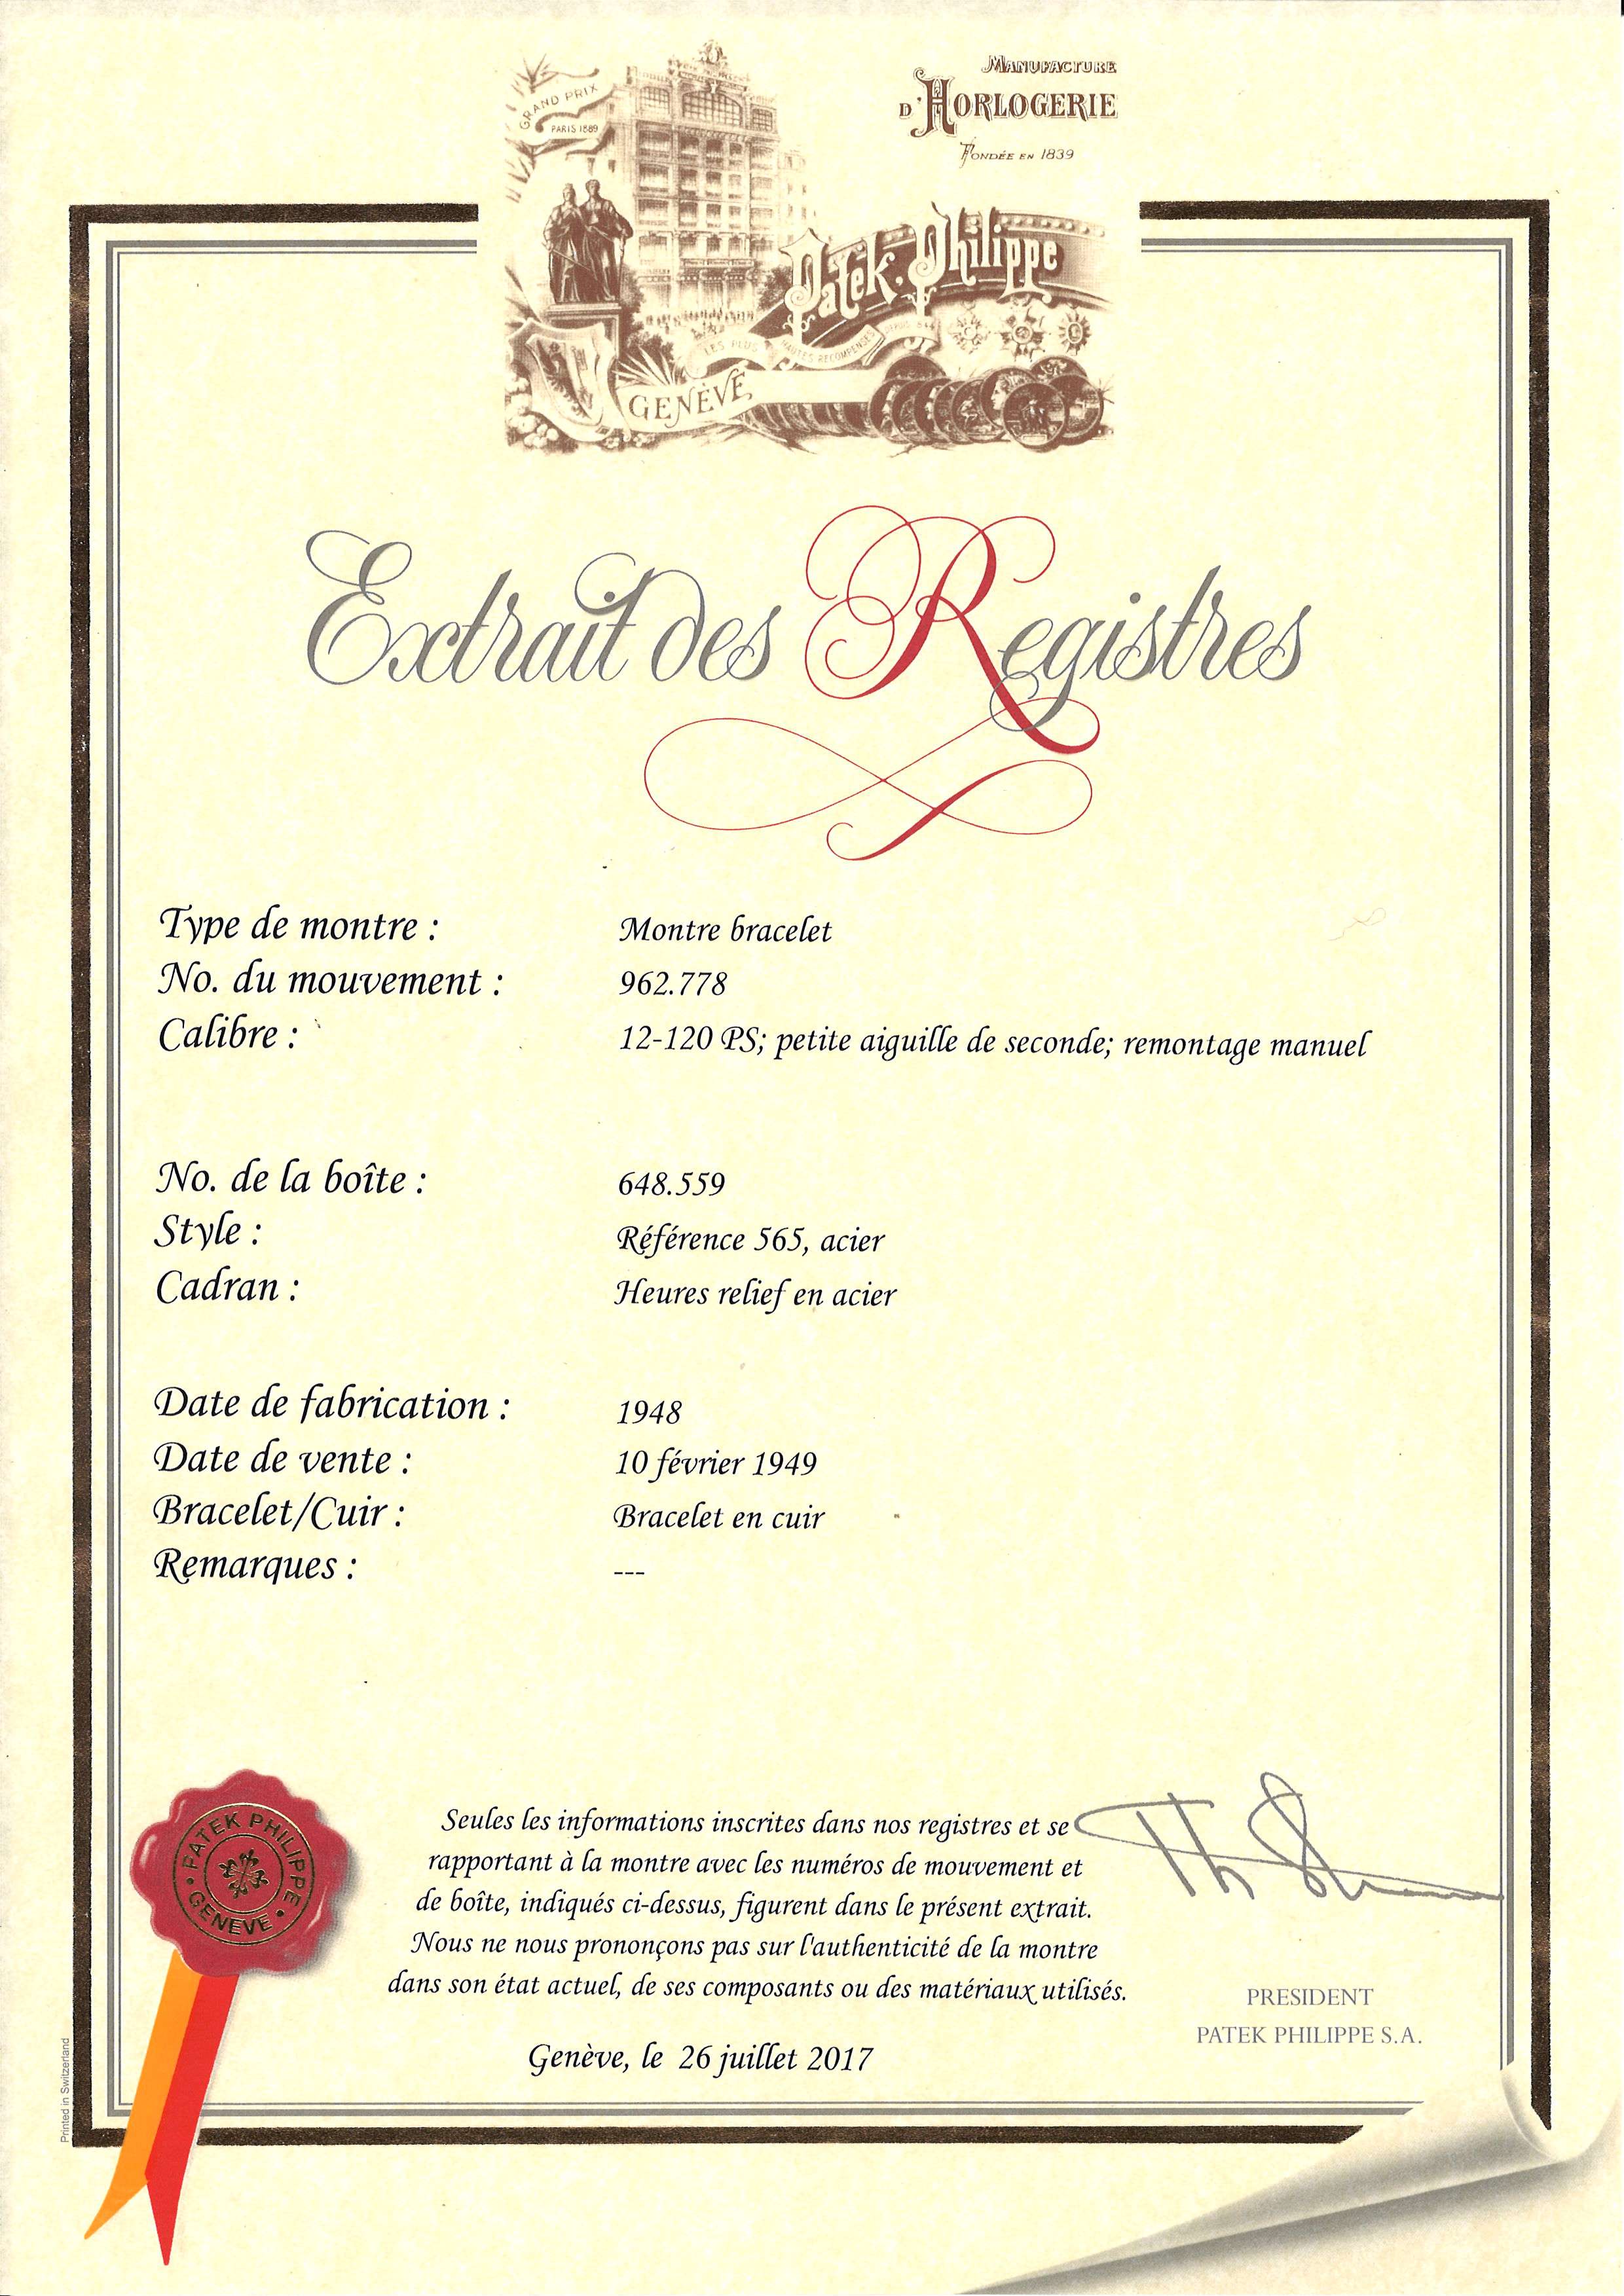 MANUFACTURE
D'HORLOGERIE
FONDÉE EN 1839
GRAND PRIX
PARIS 1889
Patek. Philippe
LES PLUS HAUTES RECOMPENSES
GENÈVE
Extrait des Registres
Type de montre : Montre bracelet
No. du mouvement : 962.778
Calibre : 12-120 PS; petite aiguille de seconde; remontage manuel
No. de la boîte : 648.559
Style : Référence 565, acier
Cadran : Heures relief en acier
Date de fabrication : 1948
Date de vente : 10 février 1949
Bracelet/Cuir : Bracelet en cuir
Remarques : ---
PATEK PHILIPPE
GENEVE
Seules les informations inscrites dans nos registres et se
rapportant à la montre avec les numéros de mouvement et
de boîte, indiqués ci-dessus, figurent dans le présent extrait.
Nous ne nous prononçons pas sur l'authenticité de la montre
dans son état actuel, de ses composants ou des matériaux utilisés.
Genève, le 26 juillet 2017
PRESIDENT
PATEK PHILIPPE S.A.
Printed in Switzerland